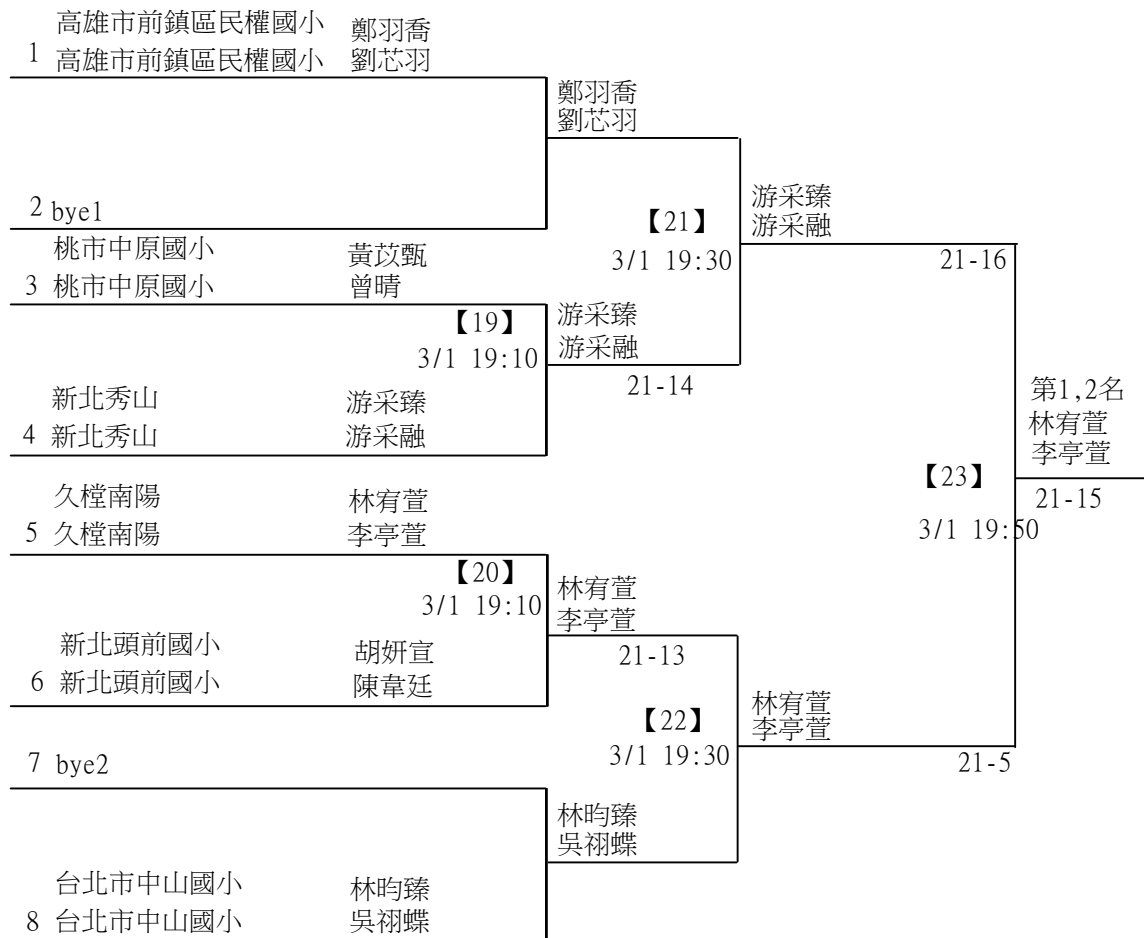 高雄市前鎮區民權國小 鄭羽喬
1 高雄市前鎮區民權國小 劉芯羽
鄭羽喬
劉芯羽
2 bye1
【21】
3/1 19:30
游采臻
游采融
21-16
桃市中原國小 黃苡甄
3 桃市中原國小 曾晴
【19】
3/1 19:10
游采臻
游采融
21-14
新北秀山 游采臻
4 新北秀山 游采融
第1,2名
林宥萱
李亭萱
21-15
【23】
3/1 19:50
久樘南陽 林宥萱
5 久樘南陽 李亭萱
【20】
3/1 19:10
林宥萱
李亭萱
21-13
新北頭前國小 胡妍宣
6 新北頭前國小 陳韋廷
【22】
3/1 19:30
林宥萱
李亭萱
21-5
7 bye2
林昀臻
吳祤蝶
台北市中山國小 林昀臻
8 台北市中山國小 吳祤蝶